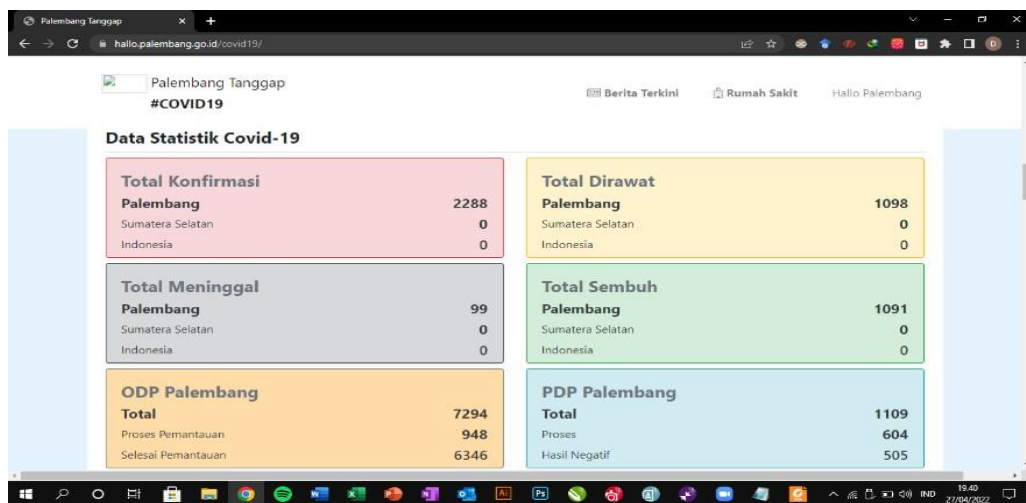 Palembang Tanggap
hallo.palembang.go.id/covid19/
Palembang Tanggap
#COVID19
Berita Terkini
Rumah Sakit
Hallo Palembang
Data Statistik Covid-19
Total Konfirmasi
Palembang 2288
Sumatera Selatan 0
Indonesia 0
Total Dirawat
Palembang 1098
Sumatera Selatan 0
Indonesia 0
Total Meninggal
Palembang 99
Sumatera Selatan 0
Indonesia 0
Total Sembuh
Palembang 1091
Sumatera Selatan 0
Indonesia 0
ODP Palembang
Total 7294
Proses Pemantauan 948
Selesai Pemantauan 6346
PDP Palembang
Total 1109
Proses 604
Hasil Negatif 505
IND
19.40
27/04/2022